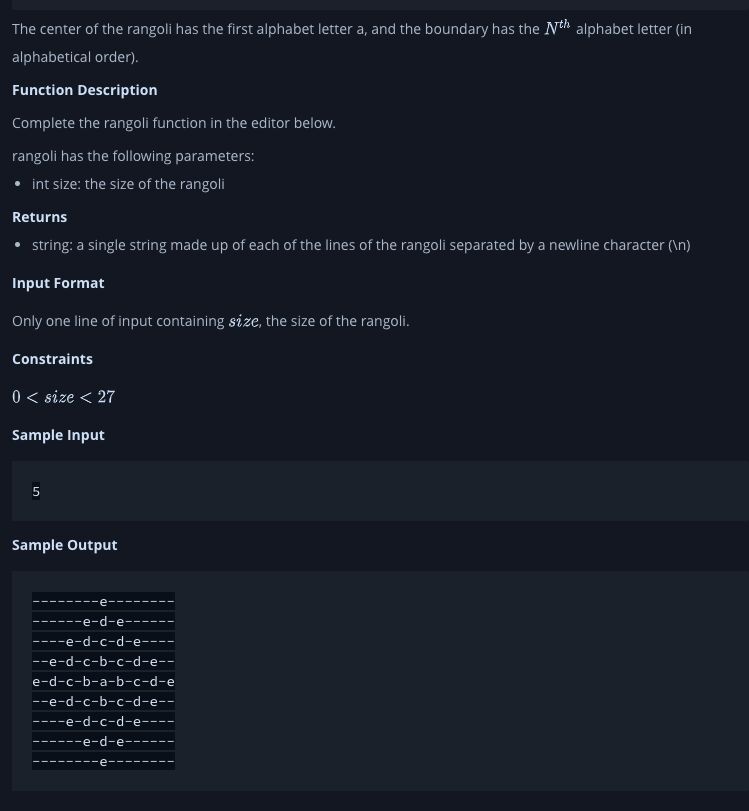 The center of the rangoli has the first alphabet letter a, and the boundary has the Nth alphabet letter (in
alphabetical order).
Function Description
Complete the rangoli function in the editor below.
rangoli has the following parameters:
• int size: the size of the rangoli
Returns
• string: a single string made up of each of the lines of the rangoli separated by a newline character (\n)
Input Format
Only one line of input containing size, the size of the rangoli.
Constraints
0 < size < 27
Sample Input
5
Sample Output
--------e--------
------e-d-e------
----e-d-c-d-e----
--e-d-c-b-c-d-e--
e-d-c-b-a-b-c-d-e
--e-d-c-b-c-d-e--
----e-d-c-d-e----
------e-d-e------
--------e--------